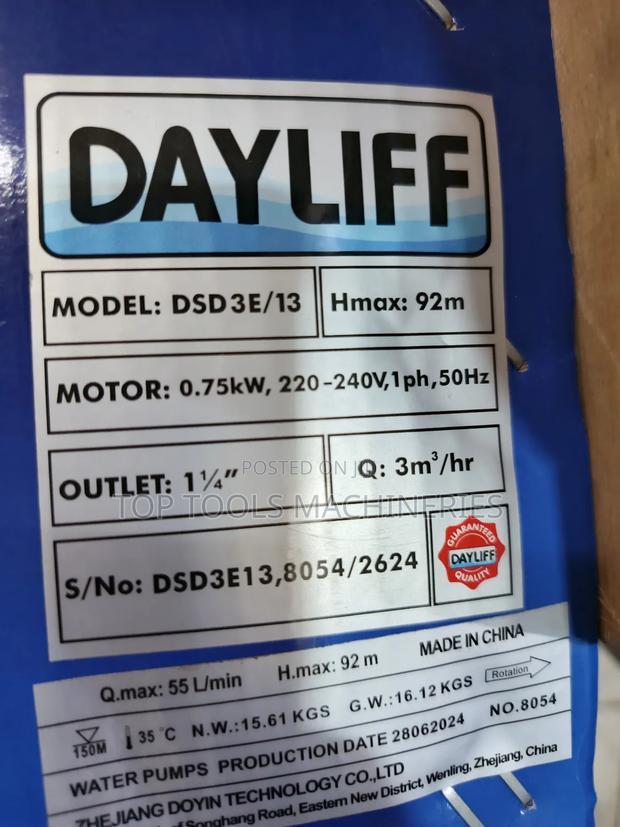 DAYLIFF
MODEL: DSD3E/13
Hmax: 92m
MOTOR: 0.75kW, 220-240V,1ph,50Hz
OUTLET: 1¼"
Q: 3m³/hr
POSTED ON
TOP TOOLS MACHINERIES
S/No: DSD3E13,8054/2624
GUARANTEED
DAYLIFF
QUALITY
Q.max: 55 L/min H.max: 92 m MADE IN CHINA
150M 35 °C N.W.:15.61 KGS G.W.:16.12 KGS Rotation
WATER PUMPS PRODUCTION DATE 28062024 NO.8054
ZHEJIANG DOYIN TECHNOLOGY CO.,LTD
of Songhang Road, Eastern New District, Wenling, Zhejiang, China